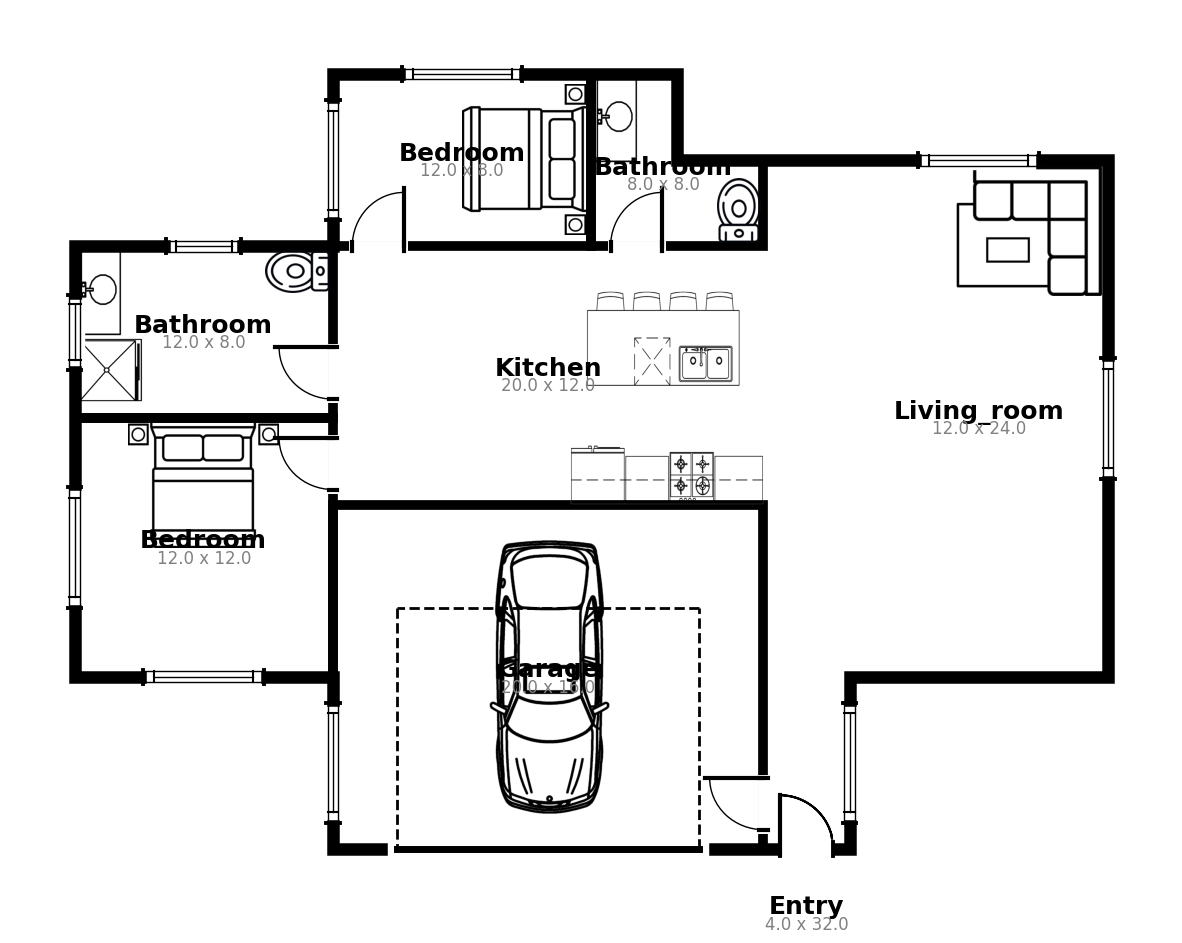 Bedroom
12.0 x 8.0
Bathroom
8.0 x 8.0
Bathroom
12.0 x 8.0
Kitchen
20.0 x 12.0
Living_room
12.0 x 24.0
Bedroom
12.0 x 12.0
Garage
20.0 x 16.0
Entry
4.0 x 32.0